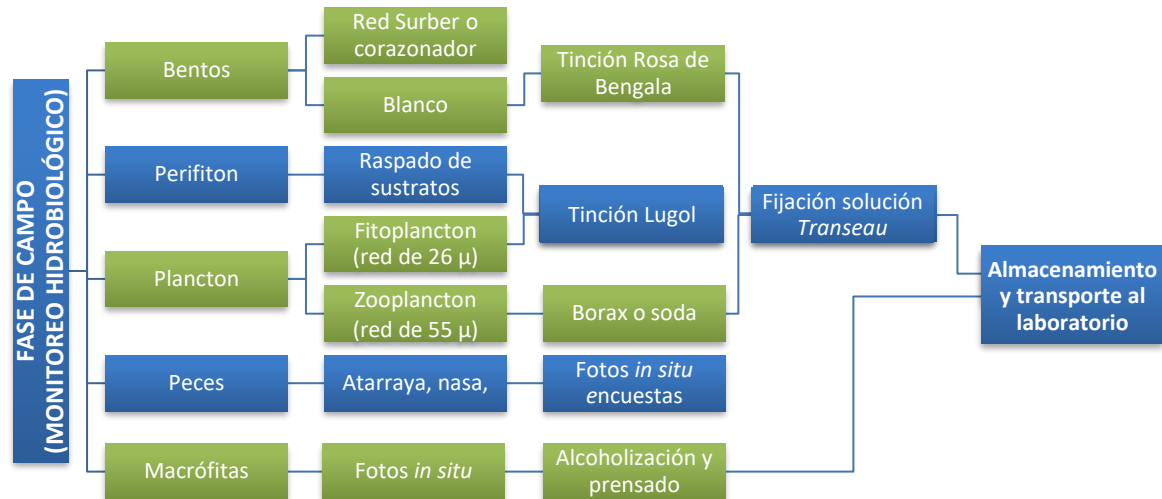 FASE DE CAMPO
(MONITOREO HIDROBIOLÓGICO)
Bentos
Red Surber o
corazonador
Blanco
Tinción Rosa de
Bengala
Perifiton
Raspado de
sustratos
Tinción Lugol
Fijación solución
Transeau
Plancton
Fitoplancton
(red de 26 µ)
Zooplancton
(red de 55 µ)
Borax o soda
Almacenamiento
y transporte al
laboratorio
Peces
Atarraya, nasa,
Fotos in situ
encuestas
Macrófitas
Fotos in situ
Alcoholización y
prensado